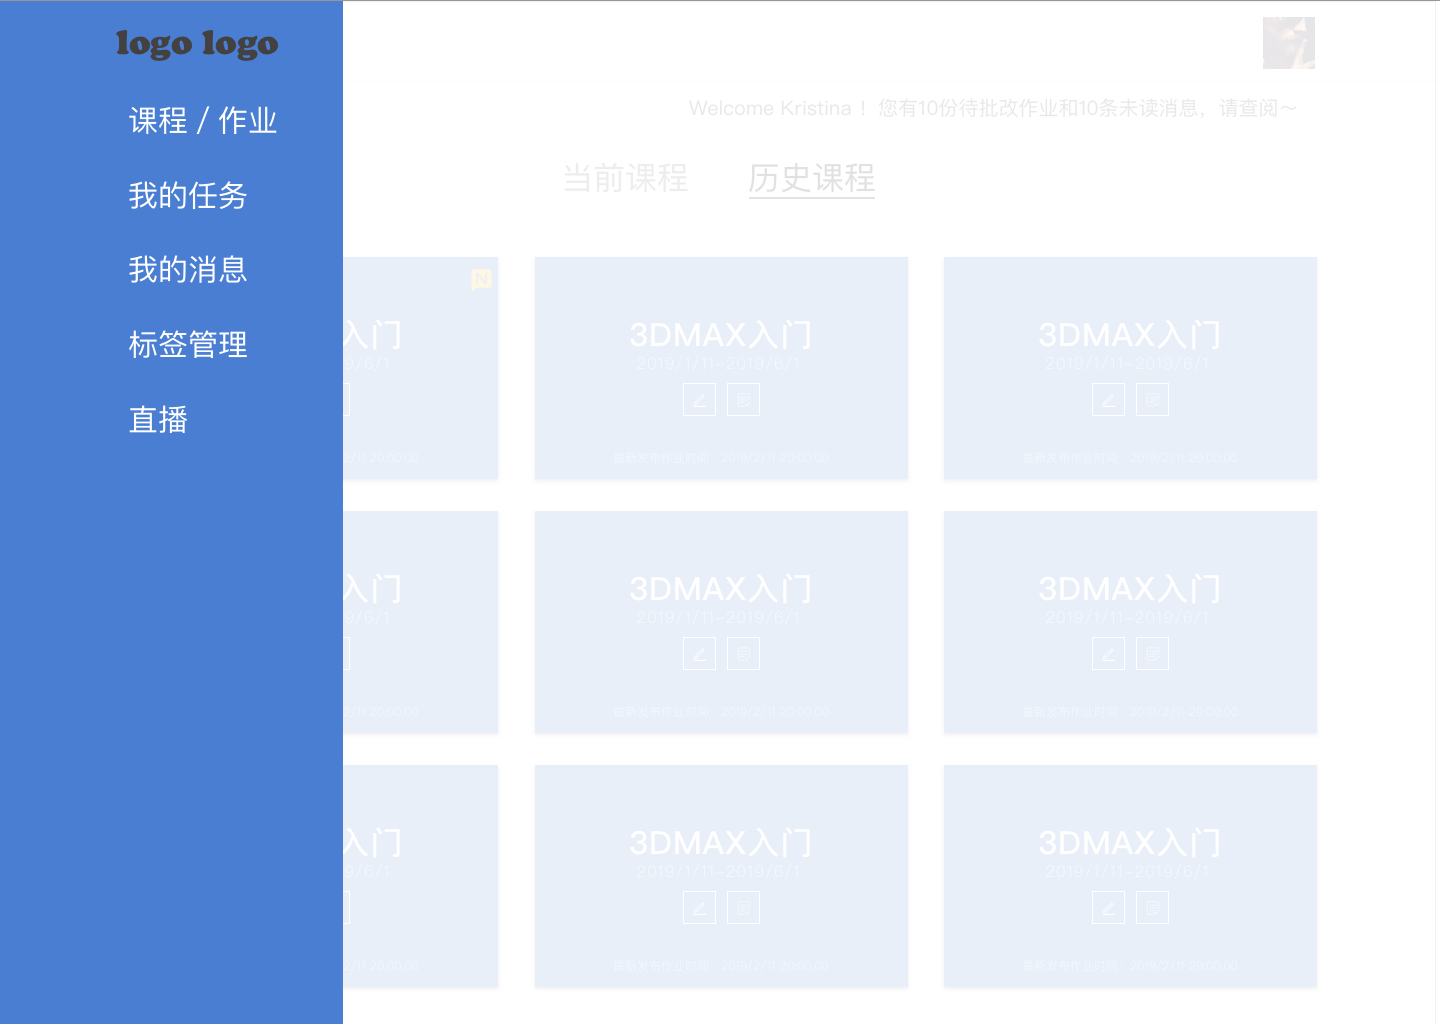 logo logo
课程 / 作业
我的任务
我的消息
标签管理
直播
Welcome Kristina ! 您有10份待批改作业和10条未读消息，请查阅～
当前课程 历史课程
N
入门
9/6/1
2/11 20:00:00
3DMAX入门
2019/1/11-2019/6/1
最新发布作业时间 2019/2/11 20:00:00
3DMAX入门
2019/1/11-2019/6/1
最新发布作业时间 2019/2/11 20:00:00
入门
9/6/1
2/11 20:00:00
3DMAX入门
2019/1/11-2019/6/1
最新发布作业时间 2019/2/11 20:00:00
3DMAX入门
2019/1/11-2019/6/1
最新发布作业时间 2019/2/11 20:00:00
入门
9/6/1
2/11 20:00:00
3DMAX入门
2019/1/11-2019/6/1
最新发布作业时间 2019/2/11 20:00:00
3DMAX入门
2019/1/11-2019/6/1
最新发布作业时间 2019/2/11 20:00:00